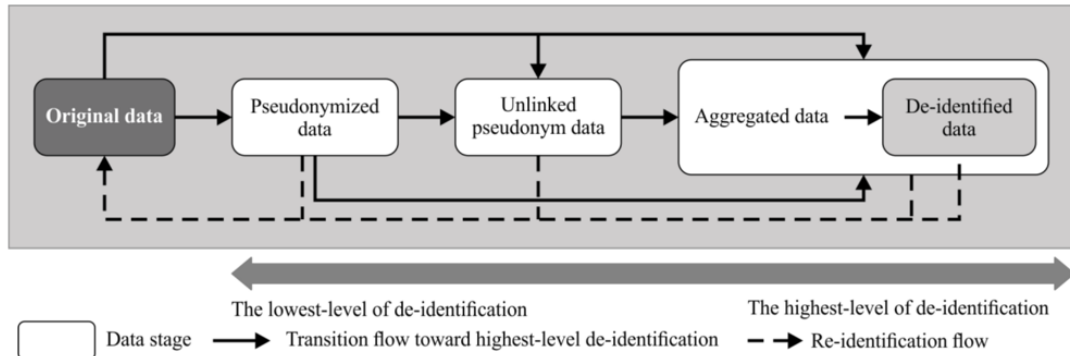 Original data
Pseudonymized
data
Unlinked
pseudonym data
Aggregated data
De-identified
data
The lowest-level of de-identification
The highest-level of de-identification
Data stage
Transition flow toward highest-level de-identification
Re-identification flow